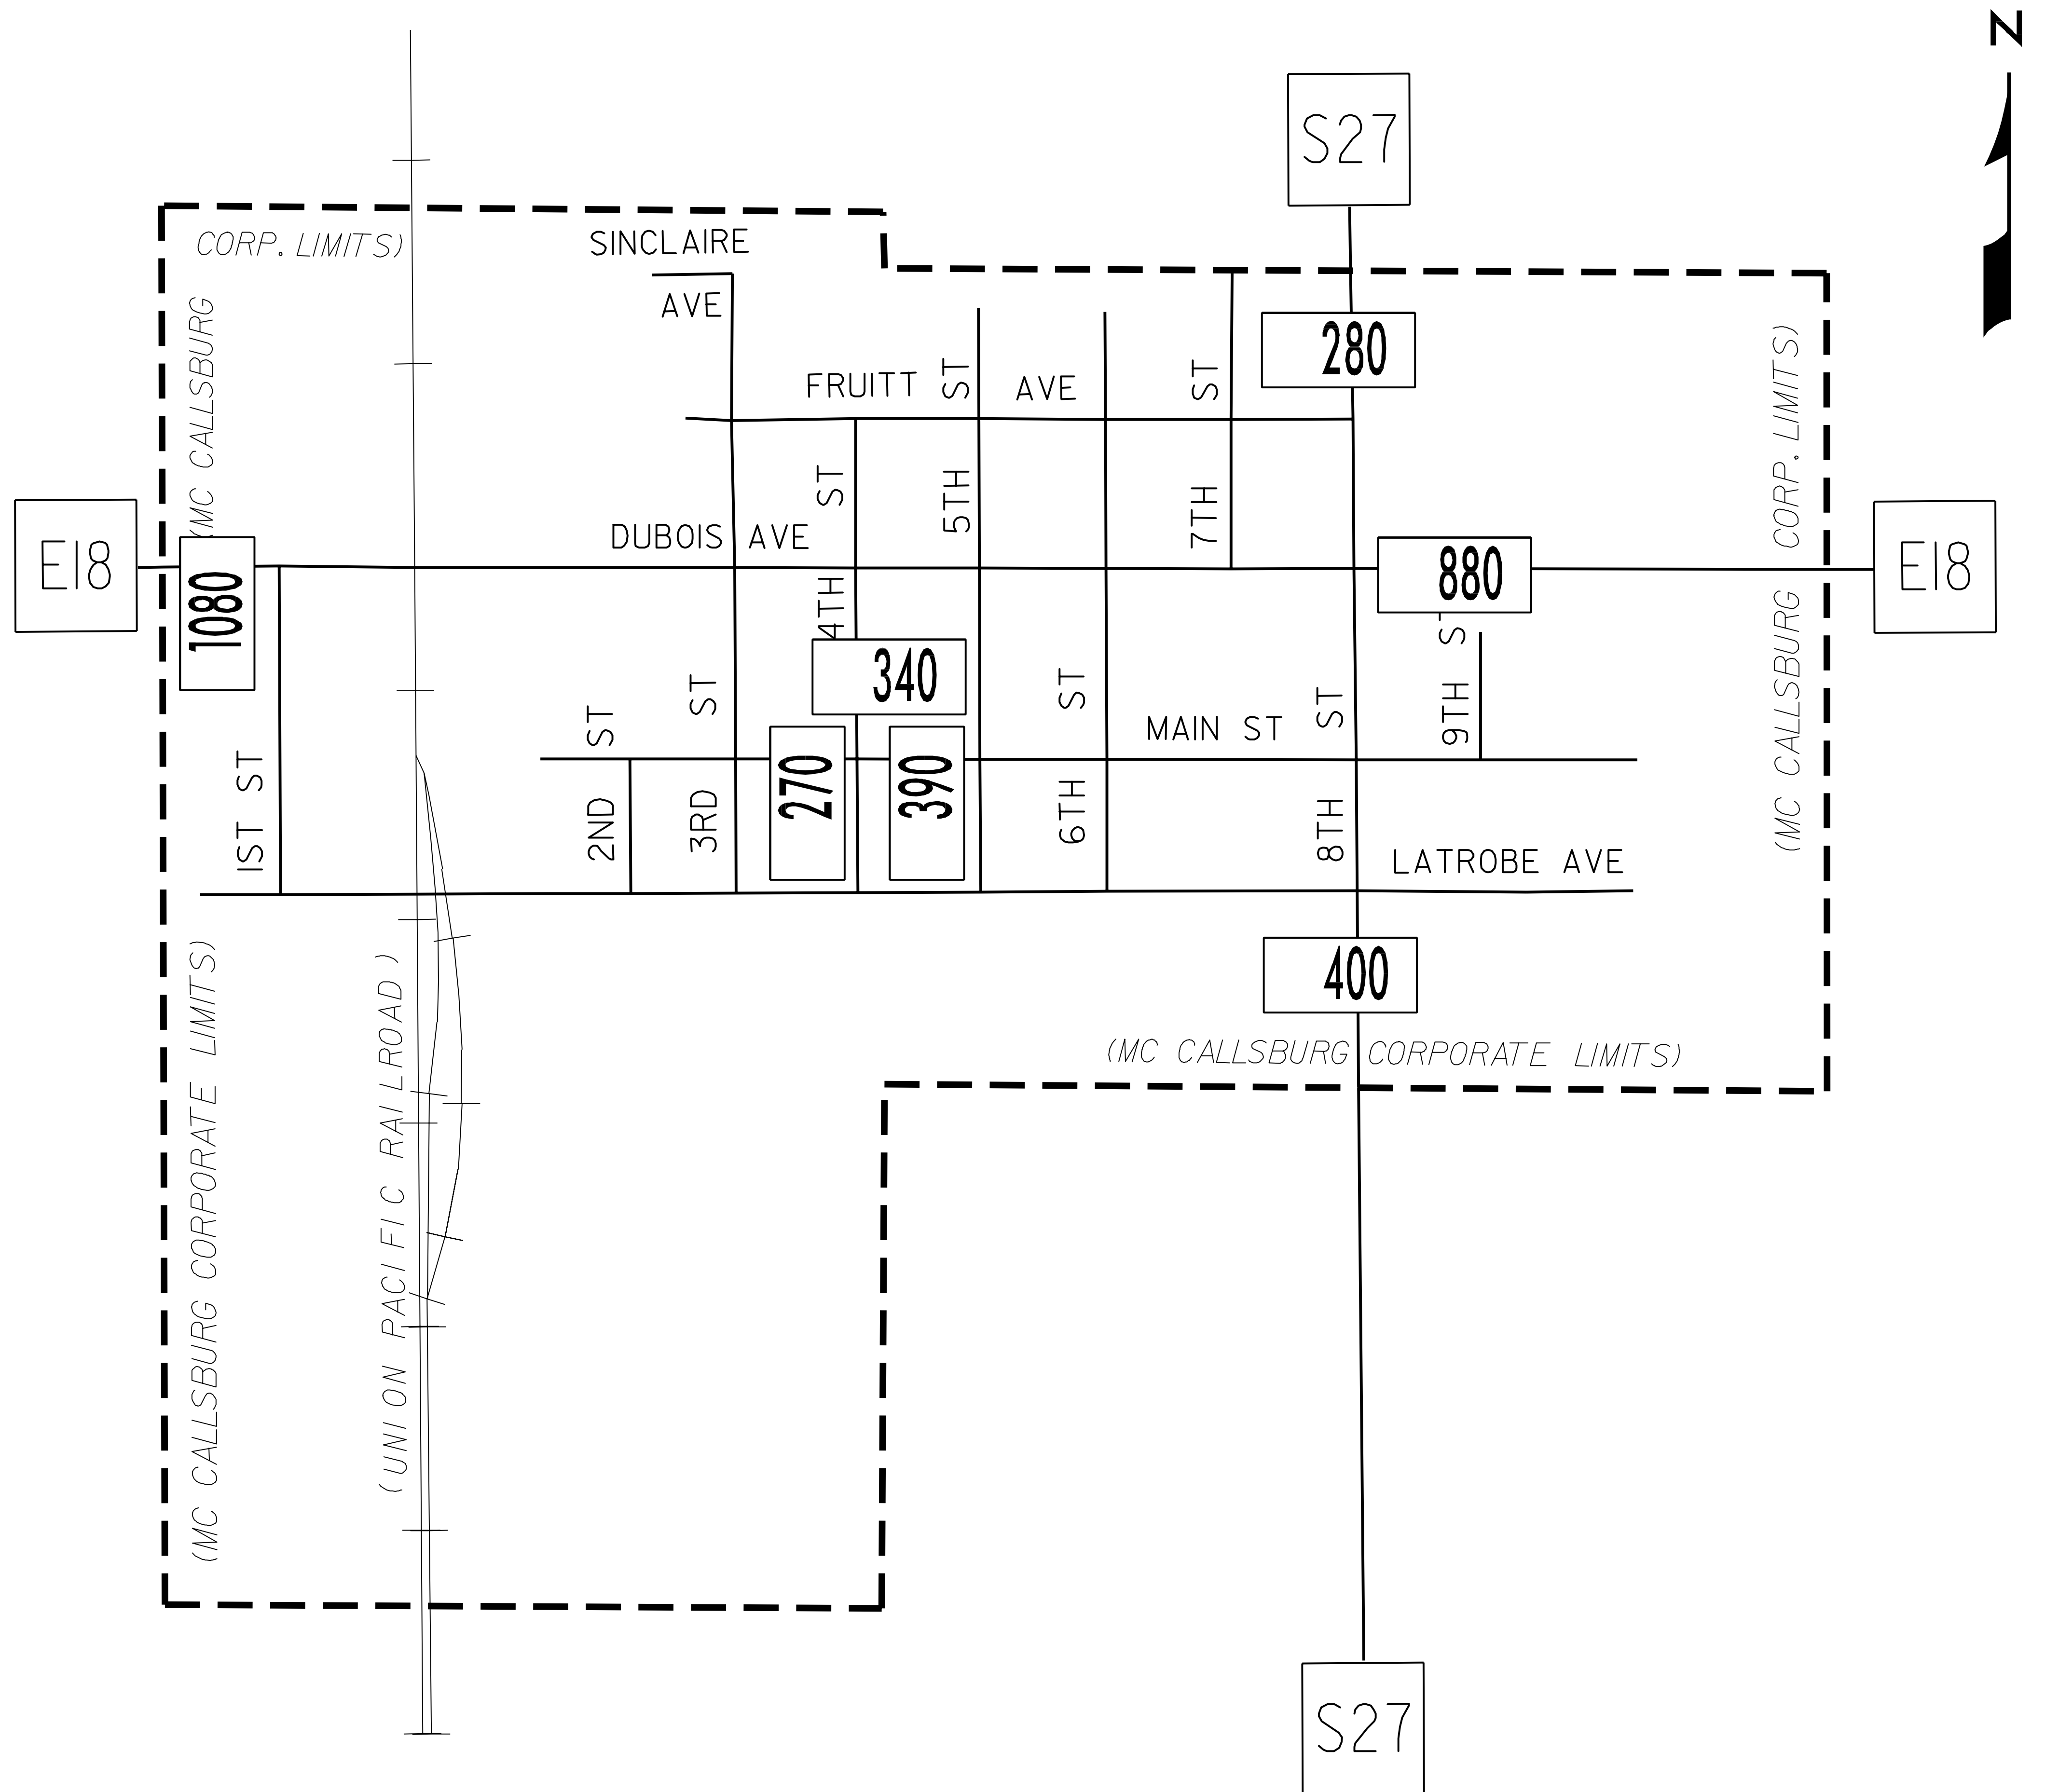 N
S27
CORP. LIMITS)
(MC CALLSBURG
SINCLAIRE
AVE
280
FRUITT AVE
5TH ST
7TH ST
CORP. LIMITS)
(MC CALLSBURG
4TH ST
DUBOIS AVE
E18
1080
880
E18
340
9TH S
1ST ST
2ND ST
3RD ST
270
390
6TH ST
MAIN ST
8TH ST
LATROBE AVE
400
(MC CALLSBURG CORPORATE LIMITS)
(MC CALLSBURG CORPORATE LIMITS)
(UNION PACIFIC RAILROAD)
S27